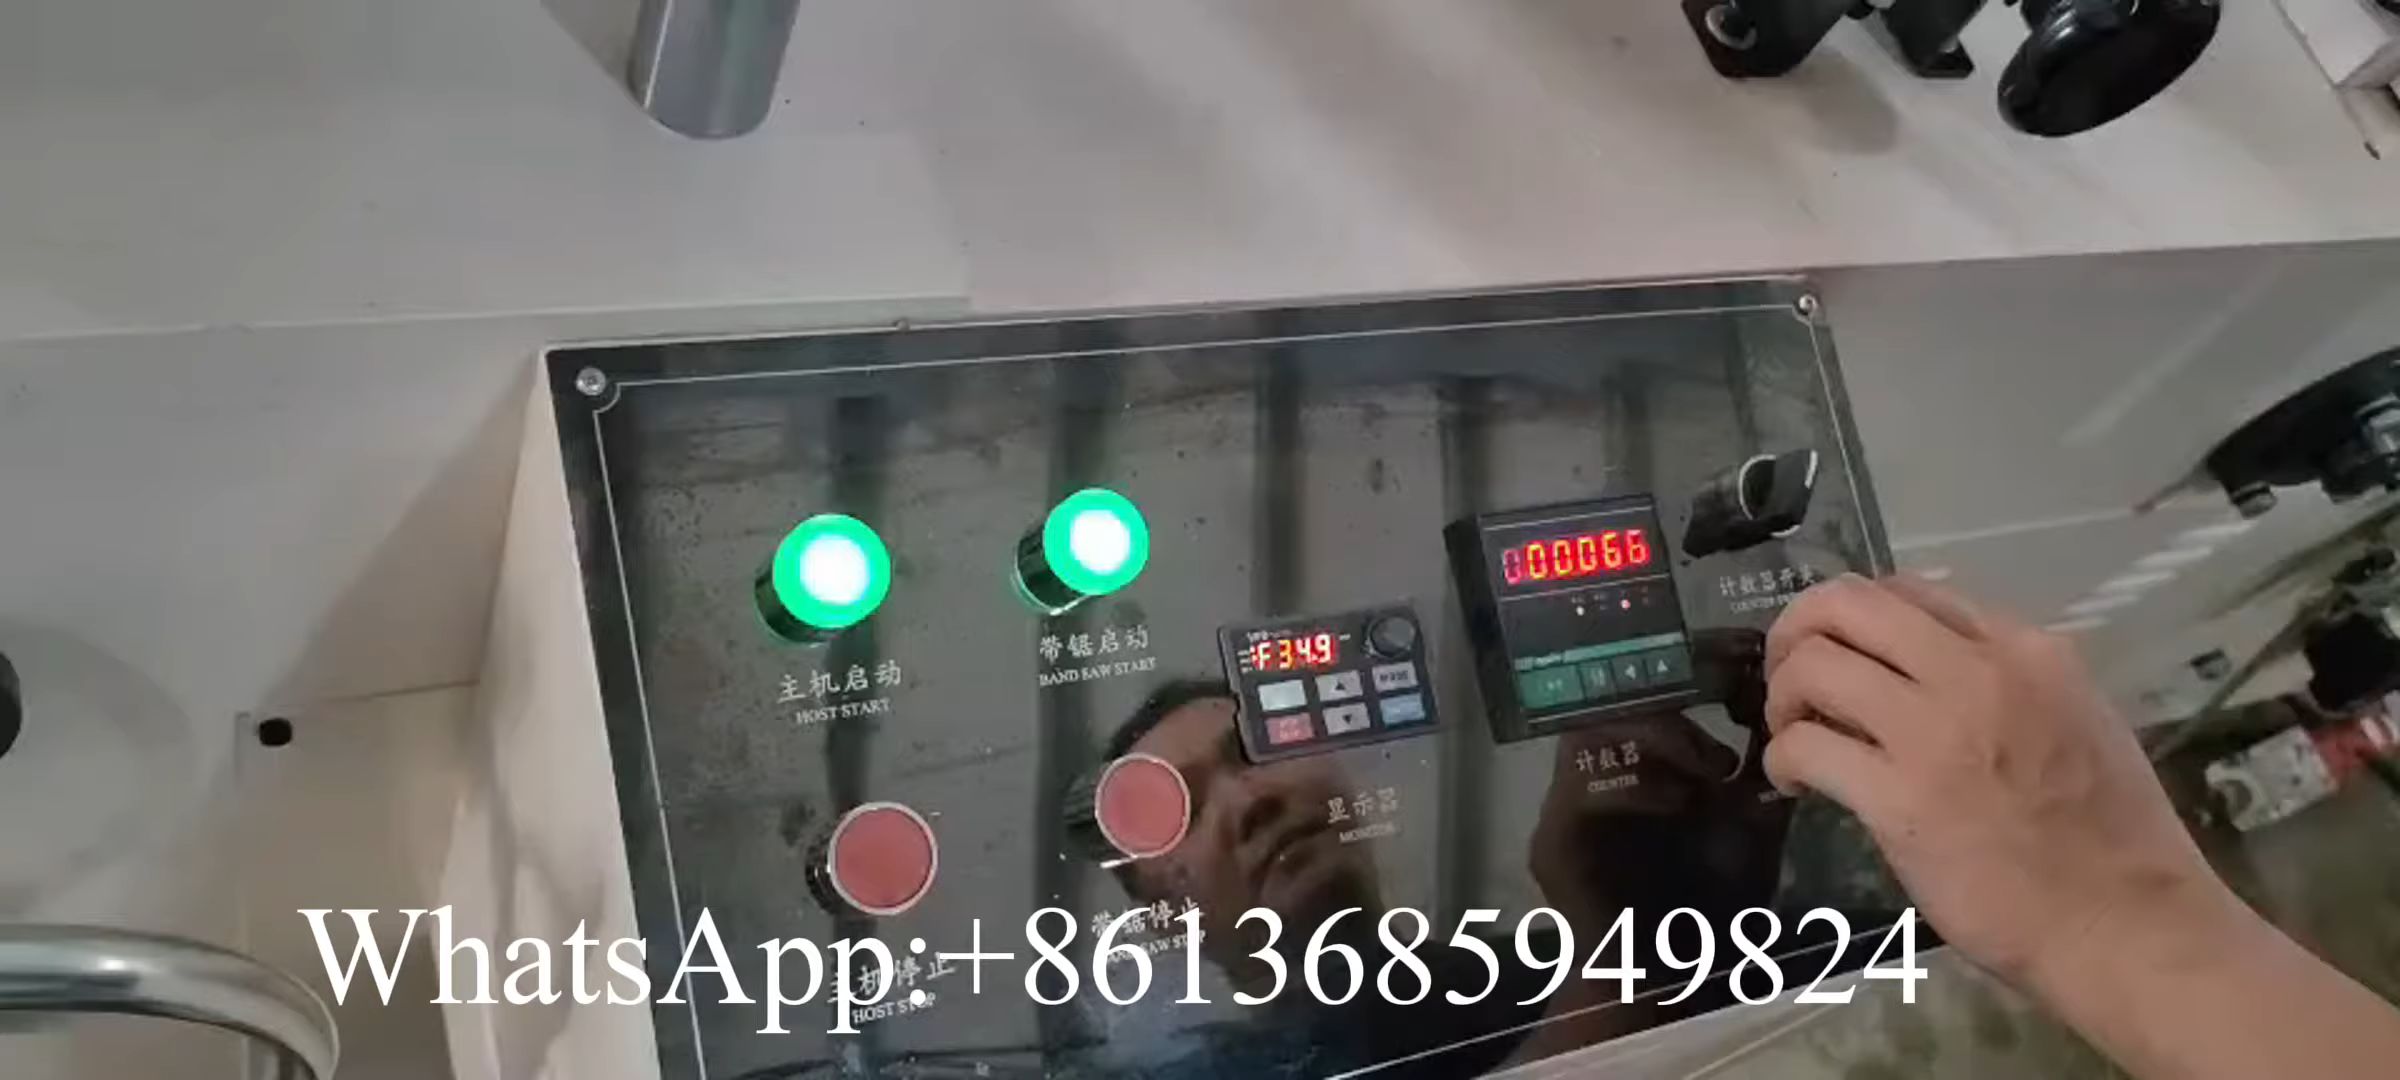 000066
F34.9
计数器开关
带锯启动
BAND SAW START
主机启动
HOST START
计数器
COUNTER
显示器
MONITOR
带锯停止
主机停止
HOST STOP
WhatsApp:+8613685949824